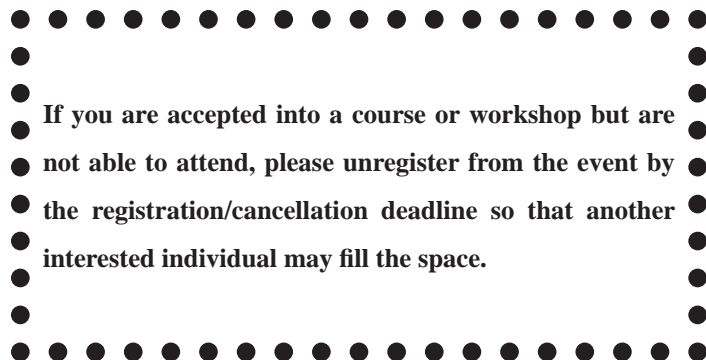 If you are accepted into a course or workshop but are
not able to attend, please unregister from the event by
the registration/cancellation deadline so that another
interested individual may fill the space.